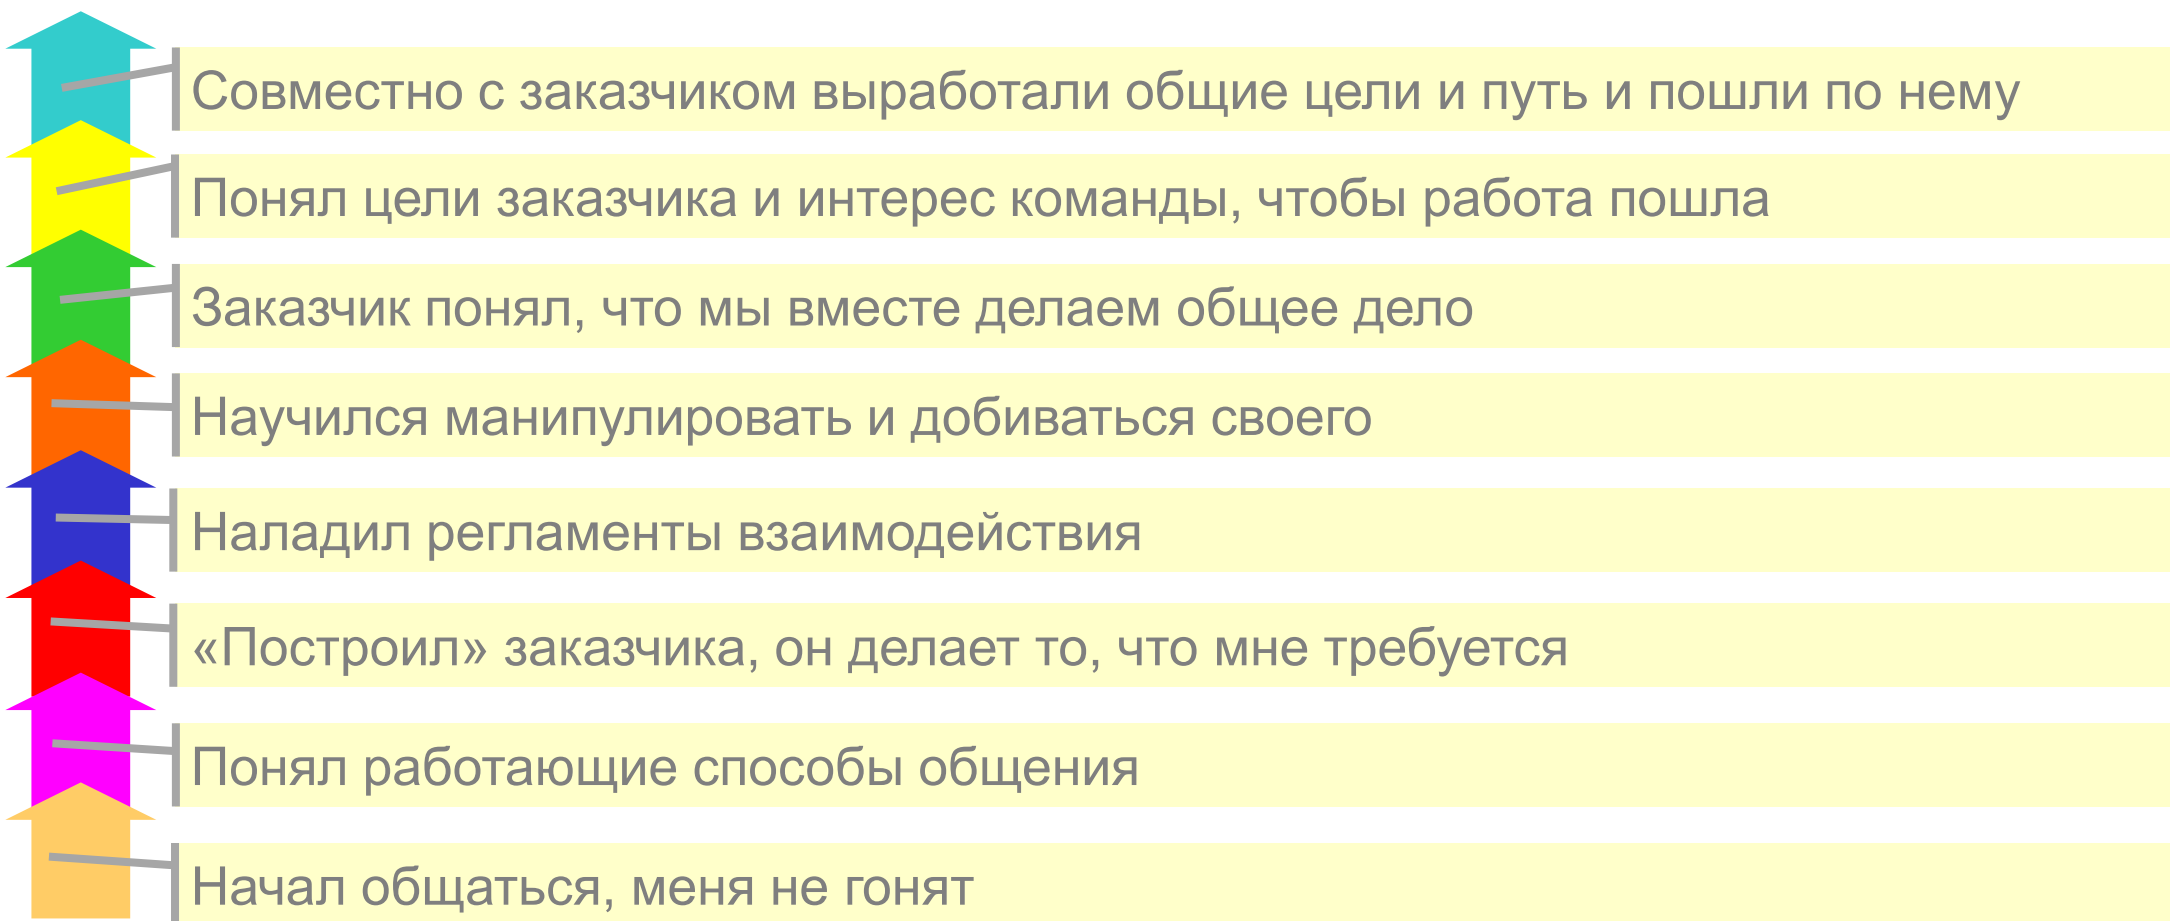 Совместно с заказчиком выработали общие цели и путь и пошли по нему
Понял цели заказчика и интерес команды, чтобы работа пошла
Заказчик понял, что мы вместе делаем общее дело
Научился манипулировать и добиваться своего
Наладил регламенты взаимодействия
«Построил» заказчика, он делает то, что мне требуется
Понял работающие способы общения
Начал общаться, меня не гонят